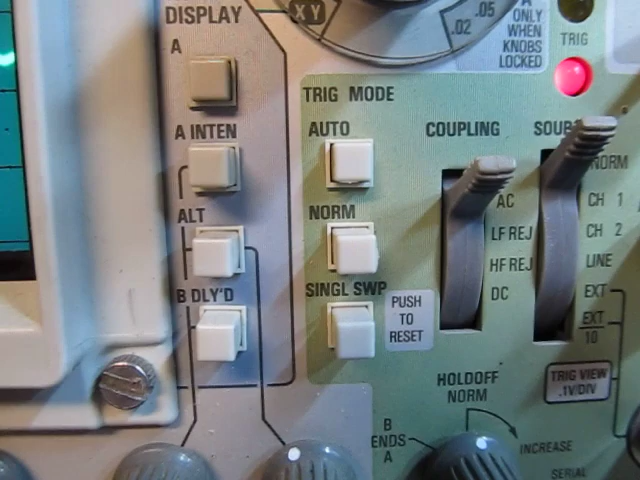 DISPLAY
A
A INTEN
ALT
B DLY'D
X Y
.02 .05
ONLY
WHEN
KNOBS
LOCKED
TRIG
TRIG MODE
AUTO
NORM
SINGL SWP
PUSH
TO
RESET
COUPLING
AC
LF REJ
HF REJ
DC
NORM
CH 1
CH 2
LINE
EXT
EXT
10
TRIG VIEW
.1V/DIV
HOLDOFF
NORM
B
ENDS
A
INCREASE
SERIAL